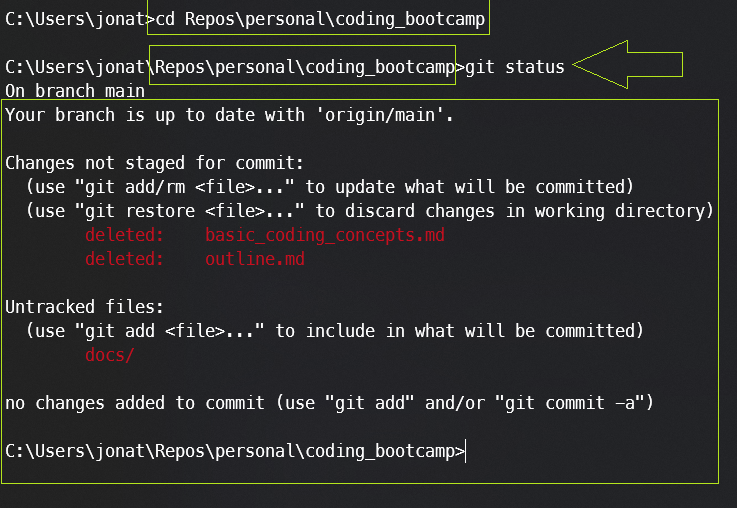 C:\Users\jonat>cd Repos\personal\coding_bootcamp
C:\Users\jonat\Repos\personal\coding_bootcamp>git status
On branch main
Your branch is up to date with 'origin/main'.
Changes not staged for commit:
(use "git add/rm <file>..." to update what will be committed)
(use "git restore <file>..." to discard changes in working directory)
deleted: basic_coding_concepts.md
deleted: outline.md
Untracked files:
(use "git add <file>..." to include in what will be committed)
docs/
no changes added to commit (use "git add" and/or "git commit -a")
C:\Users\jonat\Repos\personal\coding_bootcamp>